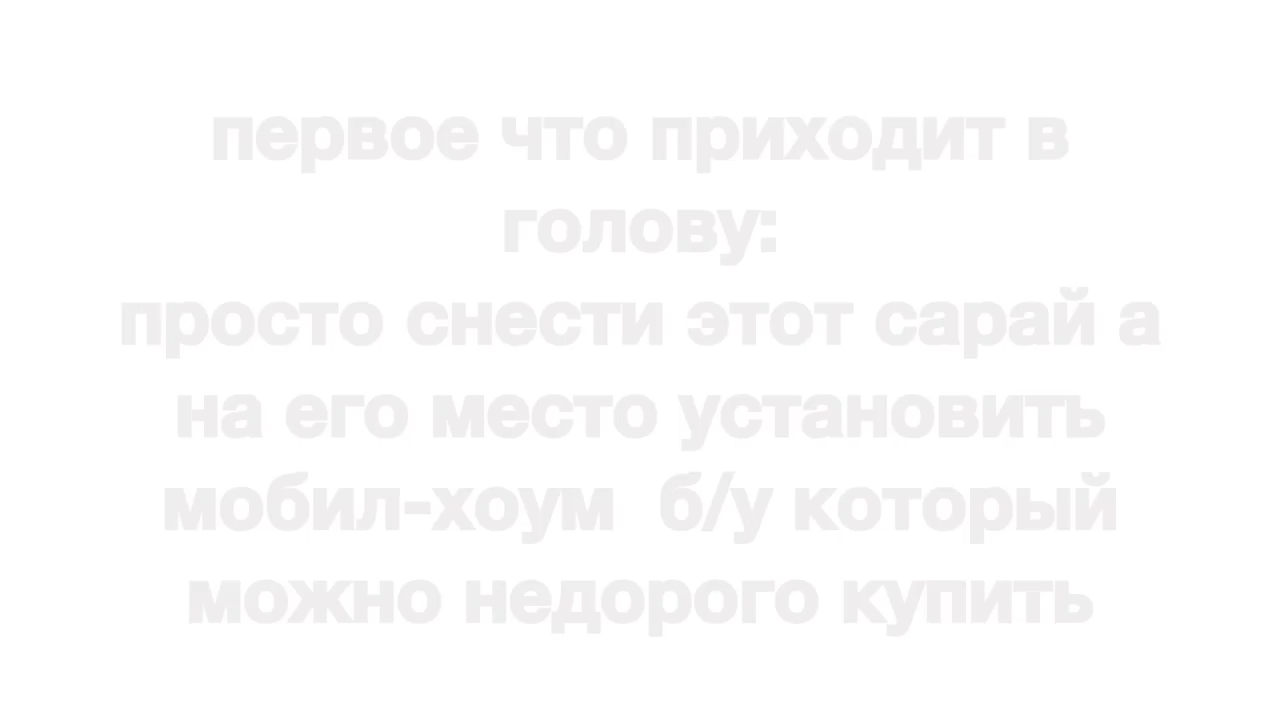 первое что приходит в
голову:
просто снести этот сарай а
на его место установить
мобил-хоум  б/у который
можно недорого купить